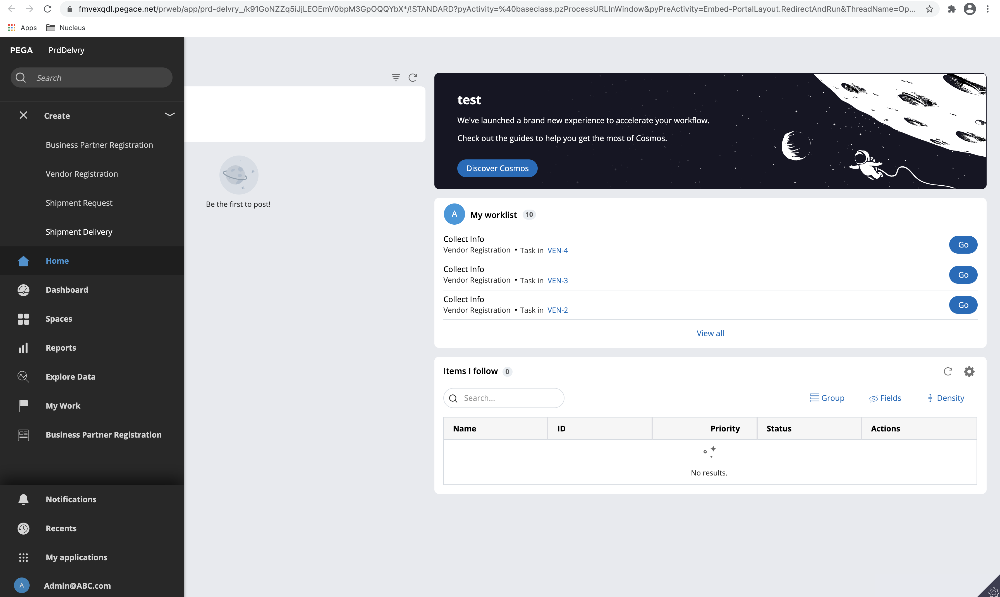 fmvexqdl.pegace.net/prweb/app/prd-delvry_/k91GoNZZq5iJjLEOEmV0bpM3GpOQQYbX*/!STANDARD?pyActivity=%40baseclass.pzProcessURLInWindow&pyPreActivity=Embed-PortalLayout.RedirectAndRun&ThreadName=Op...
Apps Nucleus
PEGA PrdDelvry
Search
Create
Business Partner Registration
Vendor Registration
Shipment Request
Shipment Delivery
Home
Dashboard
Spaces
Reports
Explore Data
My Work
Business Partner Registration
Notifications
Recents
My applications
A Admin@ABC.com
Be the first to post!
test
We've launched a brand new experience to accelerate your workflow.
Check out the guides to help you get the most of Cosmos.
Discover Cosmos
A My worklist 10
Collect Info
Vendor Registration • Task in VEN-4
Go
Collect Info
Vendor Registration • Task in VEN-3
Go
Collect Info
Vendor Registration • Task in VEN-2
Go
View all
Items I follow 0
Search...
Group Fields Density
Name ID Priority Status Actions
No results.